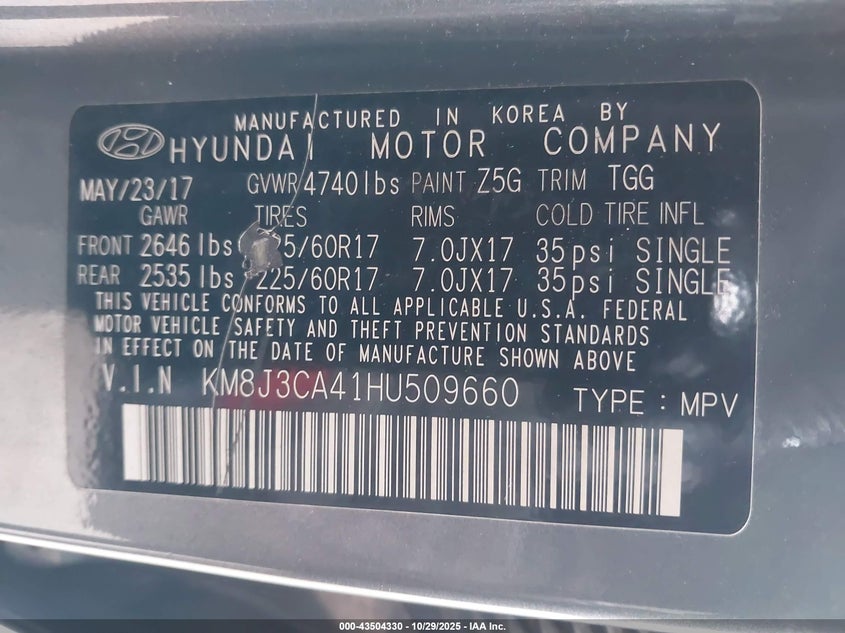 MANUFACTURED IN KOREA BY
HYUNDAI MOTOR COMPANY
MAY/23/17 GVWR 4740lbs PAINT Z5G TRIM TGG
GAWR TIRES RIMS COLD TIRE INFL
FRONT 2646 lbs 5/60R17 7.0JX17 35psi SINGLE
REAR 2535 lbs 225/60R17 7.0JX17 35psi SINGLE
THIS VEHICLE CONFORMS TO ALL APPLICABLE U.S.A. FEDERAL
MOTOR VEHICLE SAFETY AND THEFT PREVENTION STANDARDS
IN EFFECT ON THE DATE OF MANUFACTURE SHOWN ABOVE
V.I.N KM8J3CA41HU509660 TYPE : MPV
000-43504330 - 10/29/2025 - IAA Inc.